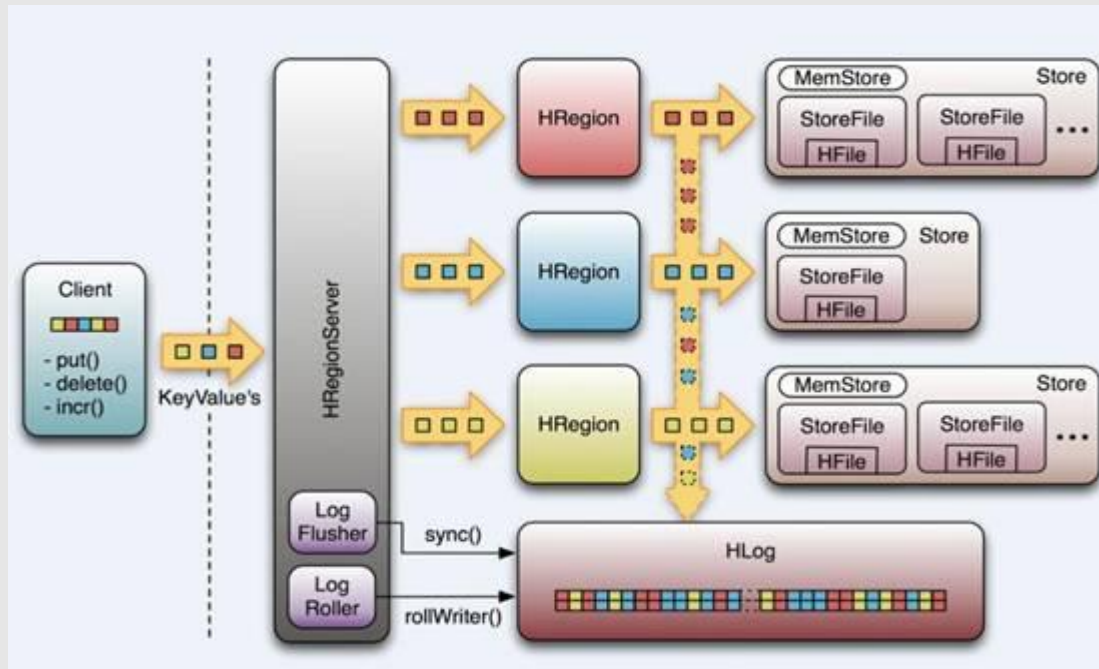 Client
- put()
- delete()
- incr()
KeyValue's
HRegionServer
Log
Flusher
Log
Roller
sync()
rollWriter()
HRegion
MemStore
Store
StoreFile
HFile
StoreFile
HFile
...
HRegion
MemStore
Store
StoreFile
HFile
HRegion
MemStore
Store
StoreFile
HFile
StoreFile
HFile
...
HLog